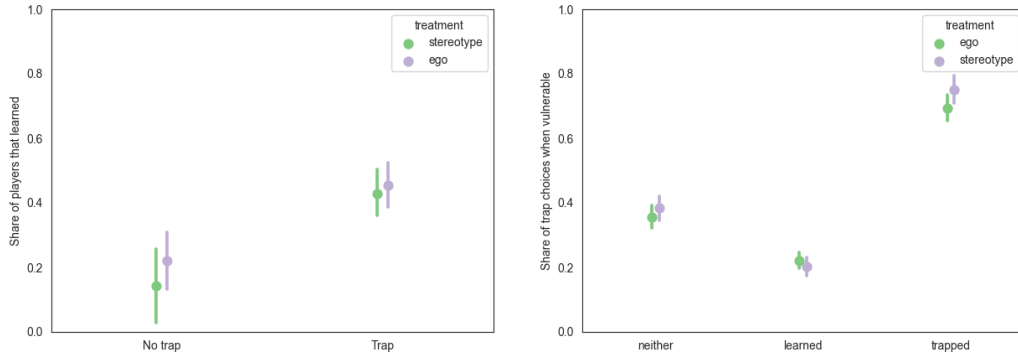 Share of players that learned
1.0
0.8
0.6
0.4
0.2
0.0
No trap
Trap
treatment
stereotype
ego
Share of trap choices when vulnerable
1.0
0.8
0.6
0.4
0.2
0.0
neither
learned
trapped
treatment
ego
stereotype